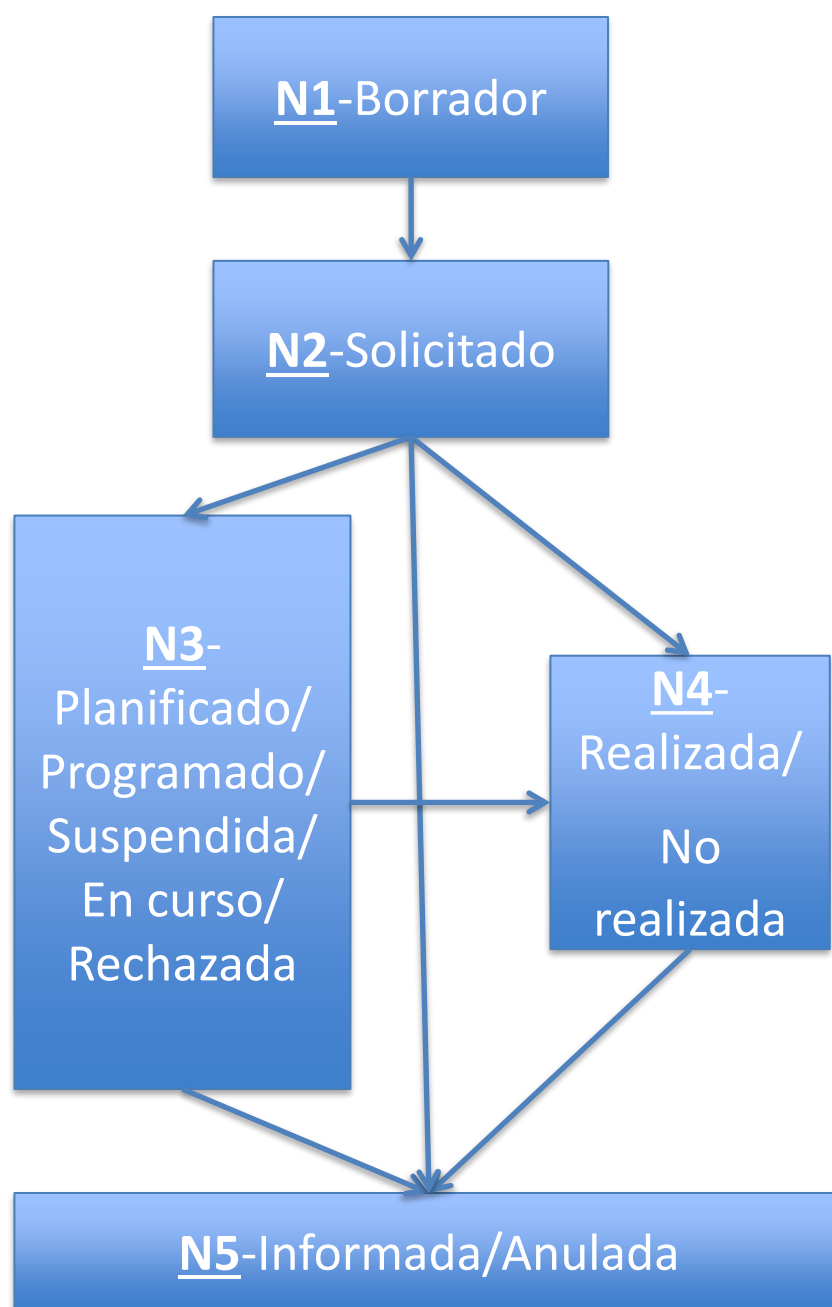 N1-Borrador
N2-Solicitado
N3-
Planificado/
Programado/
Suspendida/
En curso/
Rechazada
N4-
Realizada/
No
realizada
N5-Informada/Anulada